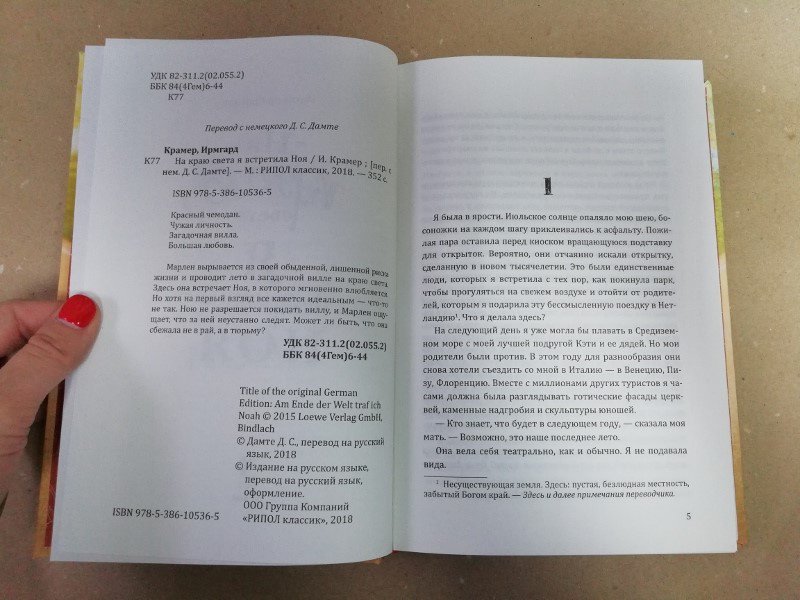 УДК 82-311.2(02.055.2)
ББК 84(4Гем)6-44
К77
Перевод с немецкого Д. С. Дамте
Крамер, Ирмгард
К77 На краю света я встретила Ноя / И. Крамер ; [пер. с
нем. Д. С. Дамте]. — М. : РИПОЛ классик, 2018. — 352 с.
ISBN 978-5-386-10536-5
Красный чемодан.
Чужая личность.
Загадочная вилла.
Большая любовь.
Марлен вырывается из своей обыденной, лишенной риска
жизни и проводит лето в загадочной вилле на краю света.
Здесь она встречает Ноя, в которого мгновенно влюбляется.
Но хотя на первый взгляд все кажется идеальным — что-то
не так. Ною не разрешается покидать виллу, и Марлен ощу-
щает, что за ней неустанно следят. Может ли быть, что она
сбежала не в рай, а в тюрьму?
УДК 82-311.2(02.055.2)
ББК 84(4Гем)6-44
Title of the original German
Edition: Am Ende der Welt traf ich
Noah © 2015 Loewe Verlag GmbH,
Bindlach
© Дамте Д. С., перевод на русский
язык, 2018
© Издание на русском языке,
перевод на русский язык,
оформление.
ООО Группа Компаний
«РИПОЛ классик», 2018
ISBN 978-5-386-10536-5
I
Я была в ярости. Июльское солнце опаляло мою шею, бо-
соножки на каждом шагу приклеивались к асфальту. Пожи-
лая пара оставила перед киоском вращающуюся подставку
для открыток. Вероятно, они отчаянно искали открытку,
сделанную в новом тысячелетии. Это были единственные
люди, которых я встретила с тех пор, как покинула парк,
чтобы прогуляться на свежем воздухе и отойти от родите-
лей, которым я подарила эту бессмысленную поездку в Нет-
ландию¹. Что я делала здесь?
На следующий день я уже могла бы плавать в Средизем-
ном море с моей лучшей подругой Кэти и ее дядей. Но мои
родители были против. В этом году для разнообразия они
снова хотели съездить со мной в Италию — в Венецию, Пи-
зу, Флоренцию. Вместе с миллионами других туристов я ча-
сами должна была разглядывать готические фасады церк-
вей, каменные надгробия и скульптуры юношей.
— Кто знает, что будет в следующем году, — сказала моя
мать. — Возможно, это наше последнее лето.
Она вела себя театрально, как и обычно. Я не подавала
вида.
¹ Несуществующая земля. Здесь: пустая, безлюдная местность,
забытый Богом край. — Здесь и далее примечания переводчика.
5